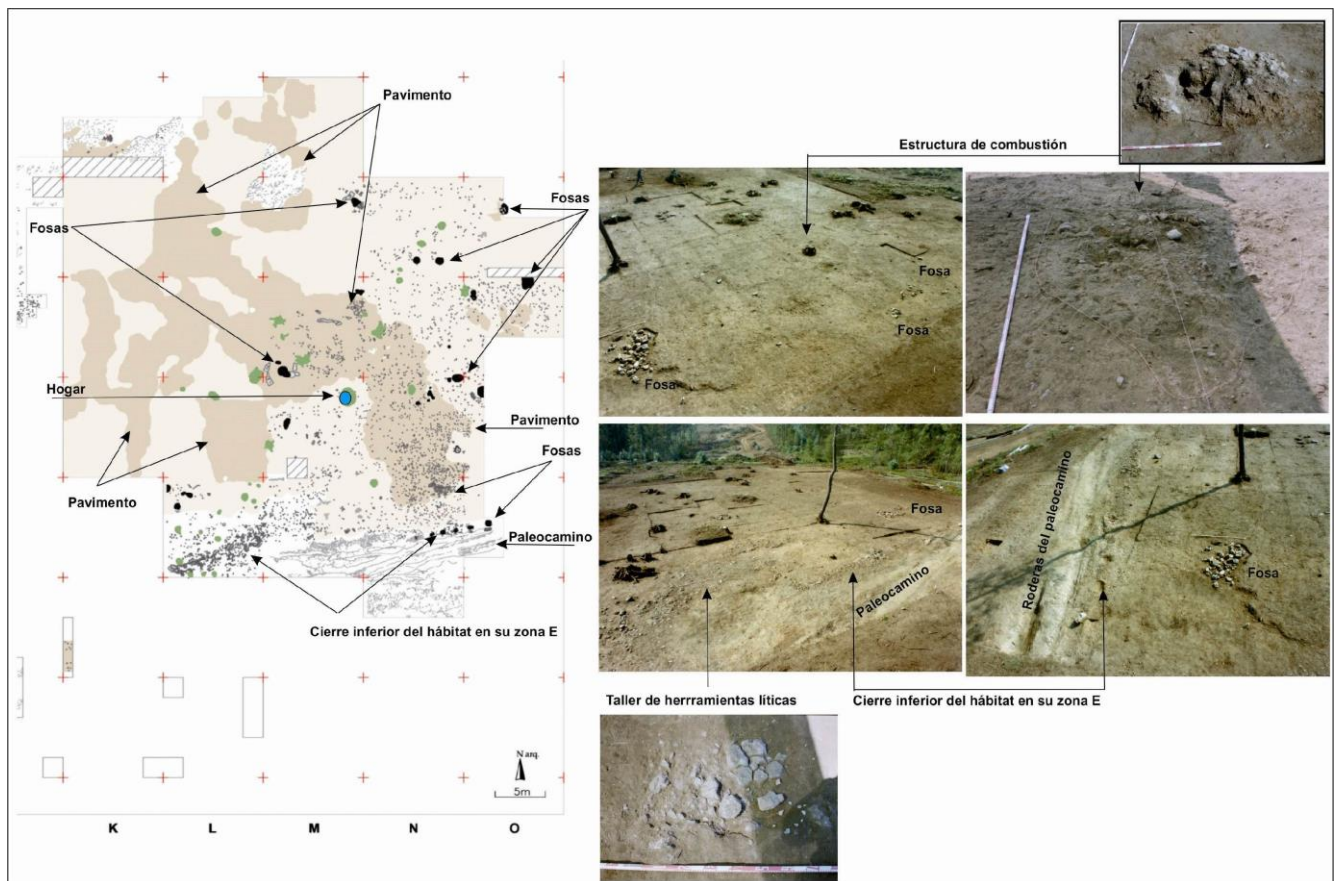 Pavimento
Fosas
Fosas
Hogar
Pavimento
Fosas
Pavimento
Paleocamino
Cierre inferior del hábitat en su zona E
N arq.
5m
K L M N O
Estructura de combustión
Fosa
Fosa
Fosa
Fosa
Paleocamino
Roderas del paleocamino
Fosa
Taller de herrramientas líticas
Cierre inferior del hábitat en su zona E